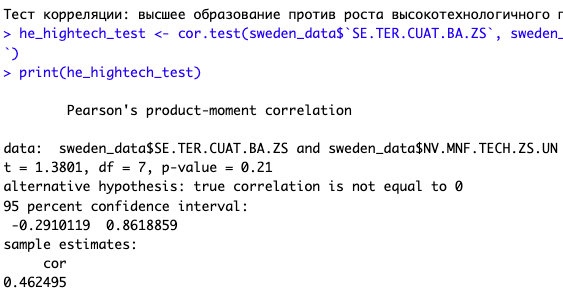 Тест корреляции: высшее образование против роста высокотехнологичного
> he_hightech_test <- cor.test(sweden_data$`SE.TER.CUAT.BA.ZS`, sweden_
`)
> print(he_hightech_test)
Pearson's product-moment correlation
data:  sweden_data$SE.TER.CUAT.BA.ZS and sweden_data$NV.MNF.TECH.ZS.UN
t = 1.3801, df = 7, p-value = 0.21
alternative hypothesis: true correlation is not equal to 0
95 percent confidence interval:
-0.2910119  0.8618859
sample estimates:
cor
0.462495